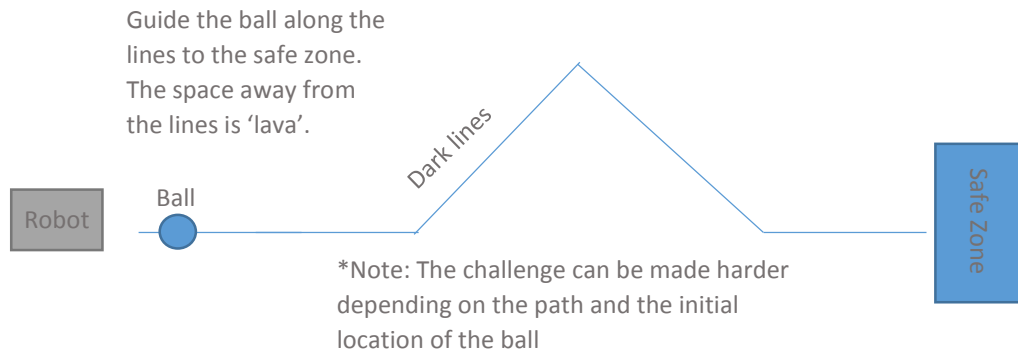 Guide the ball along the
lines to the safe zone.
The space away from
the lines is ‘lava’.
Dark lines
Ball
Robot
Safe Zone
*Note: The challenge can be made harder
depending on the path and the initial
location of the ball